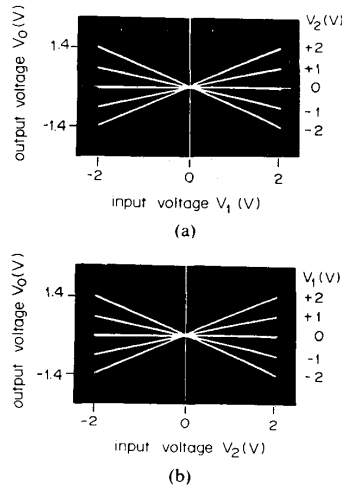 output voltage V₀(V)
1.4
-1.4
V₂(V)
+2
+1
0
-1
-2
-2 0 2
input voltage V₁ (V)
(a)
output voltage V₀(V)
1.4
-1.4
V₁(V)
+2
+1
0
-1
-2
-2 0 2
input voltage V₂(V)
(b)